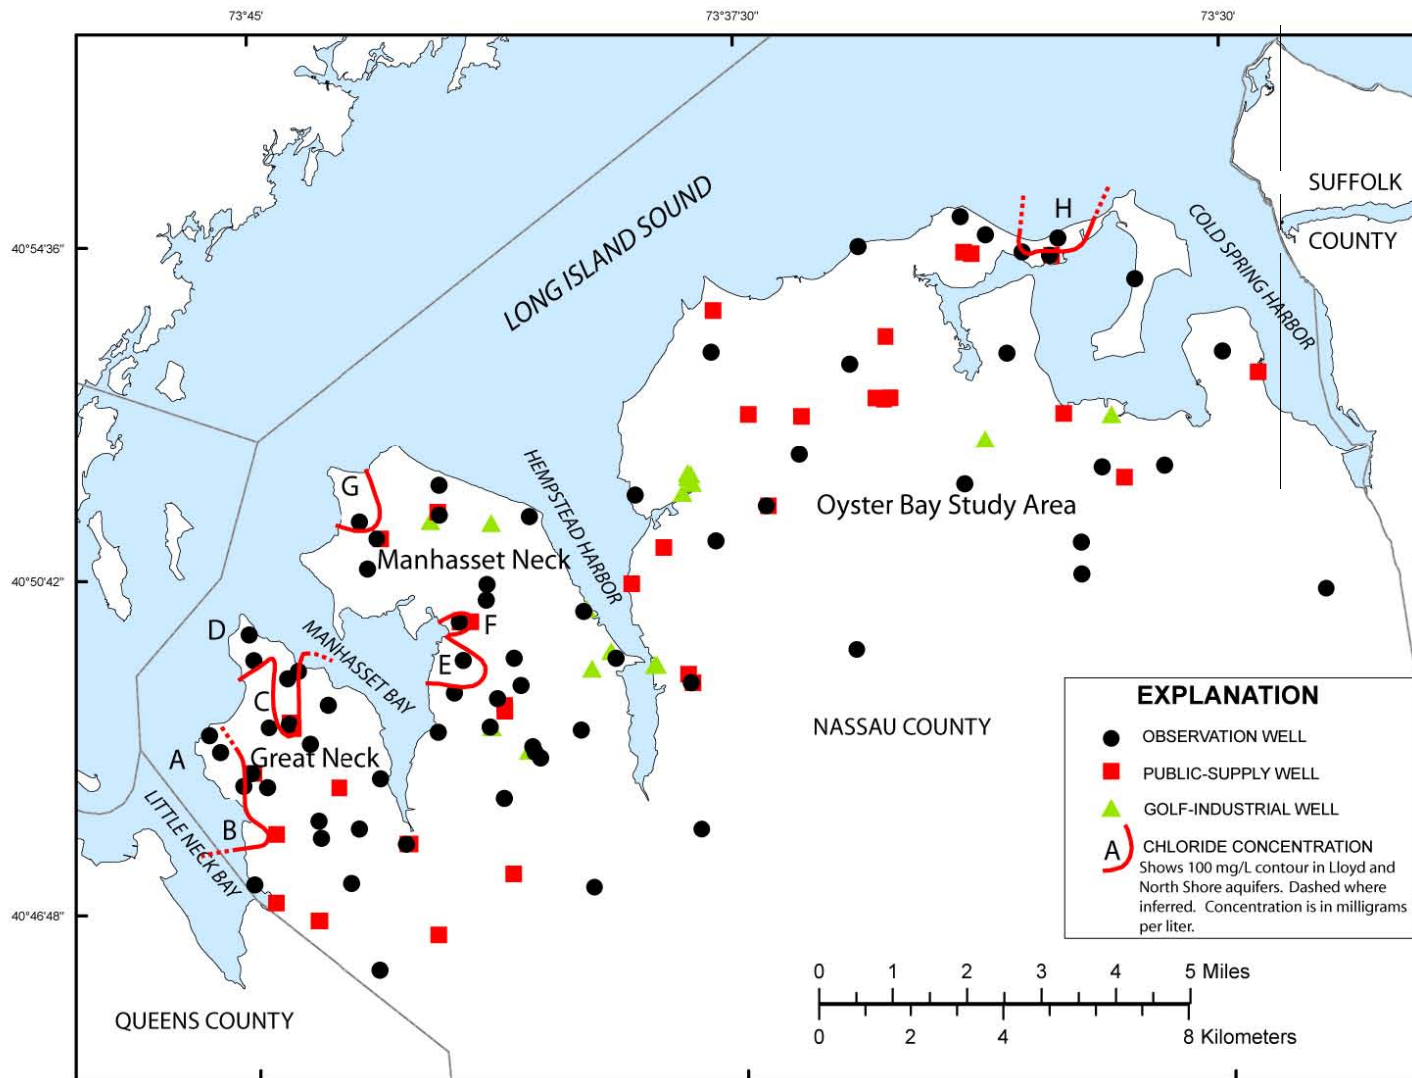 73°45'
73°37'30"
73°30'
SUFFOLK
COUNTY
H
COLD SPRING HARBOR
40°54'36"
LONG ISLAND SOUND
HEMPSTEAD HARBOR
G
Oyster Bay Study Area
Manhasset Neck
40°50'42"
D
MANHASSET BAY
F
E
C
NASSAU COUNTY
A
Great Neck
LITTLE NECK BAY
B
40°46'48"
QUEENS COUNTY
EXPLANATION
OBSERVATION WELL
PUBLIC-SUPPLY WELL
GOLF-INDUSTRIAL WELL
A CHLORIDE CONCENTRATION
Shows 100 mg/L contour in Lloyd and
North Shore aquifers. Dashed where
inferred. Concentration is in milligrams
per liter.
0 1 2 3 4 5 Miles
0 2 4 8 Kilometers